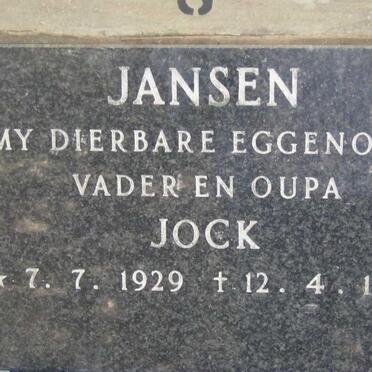 JANSEN
MY DIERBARE EGGENO
VADER EN OUPA
JOCK
* 7. 7. 1929 † 12. 4. 1